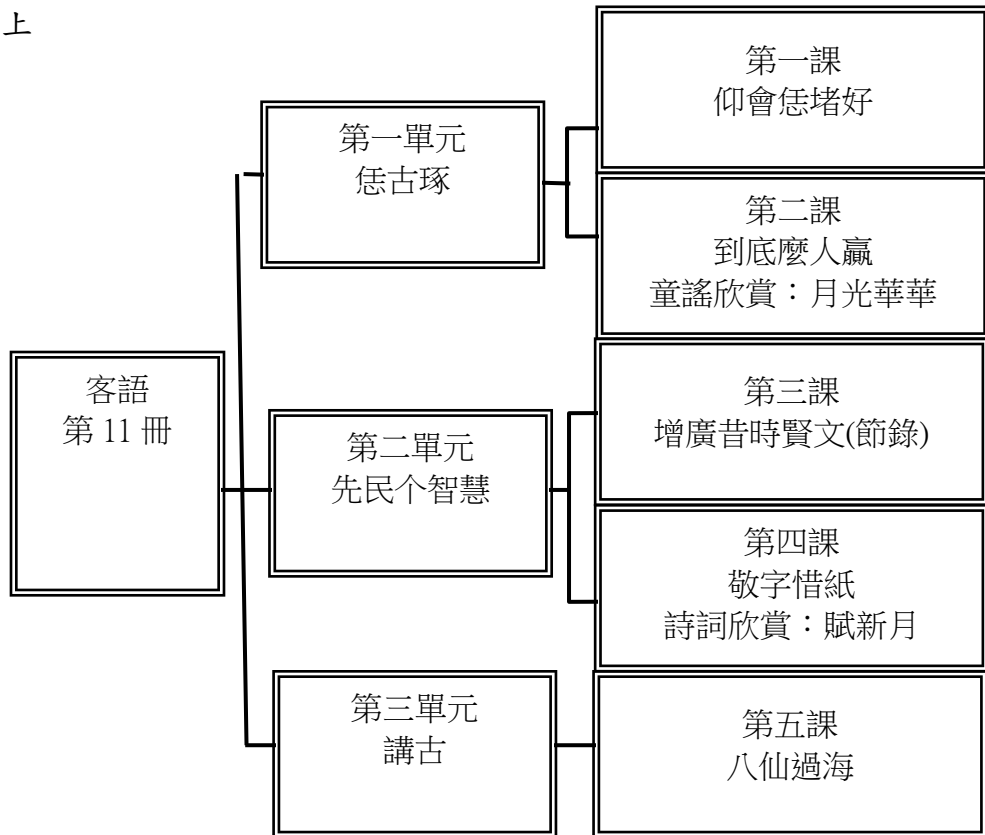 上
客語
第 11 冊
第一單元
恁古琢
第一課
仰會恁堵好
第二課
到底麼人贏
童謠欣賞：月光華華
第二單元
先民个智慧
第三課
增廣昔時賢文(節錄)
第四課
敬字惜紙
詩詞欣賞：賦新月
第三單元
講古
第五課
八仙過海